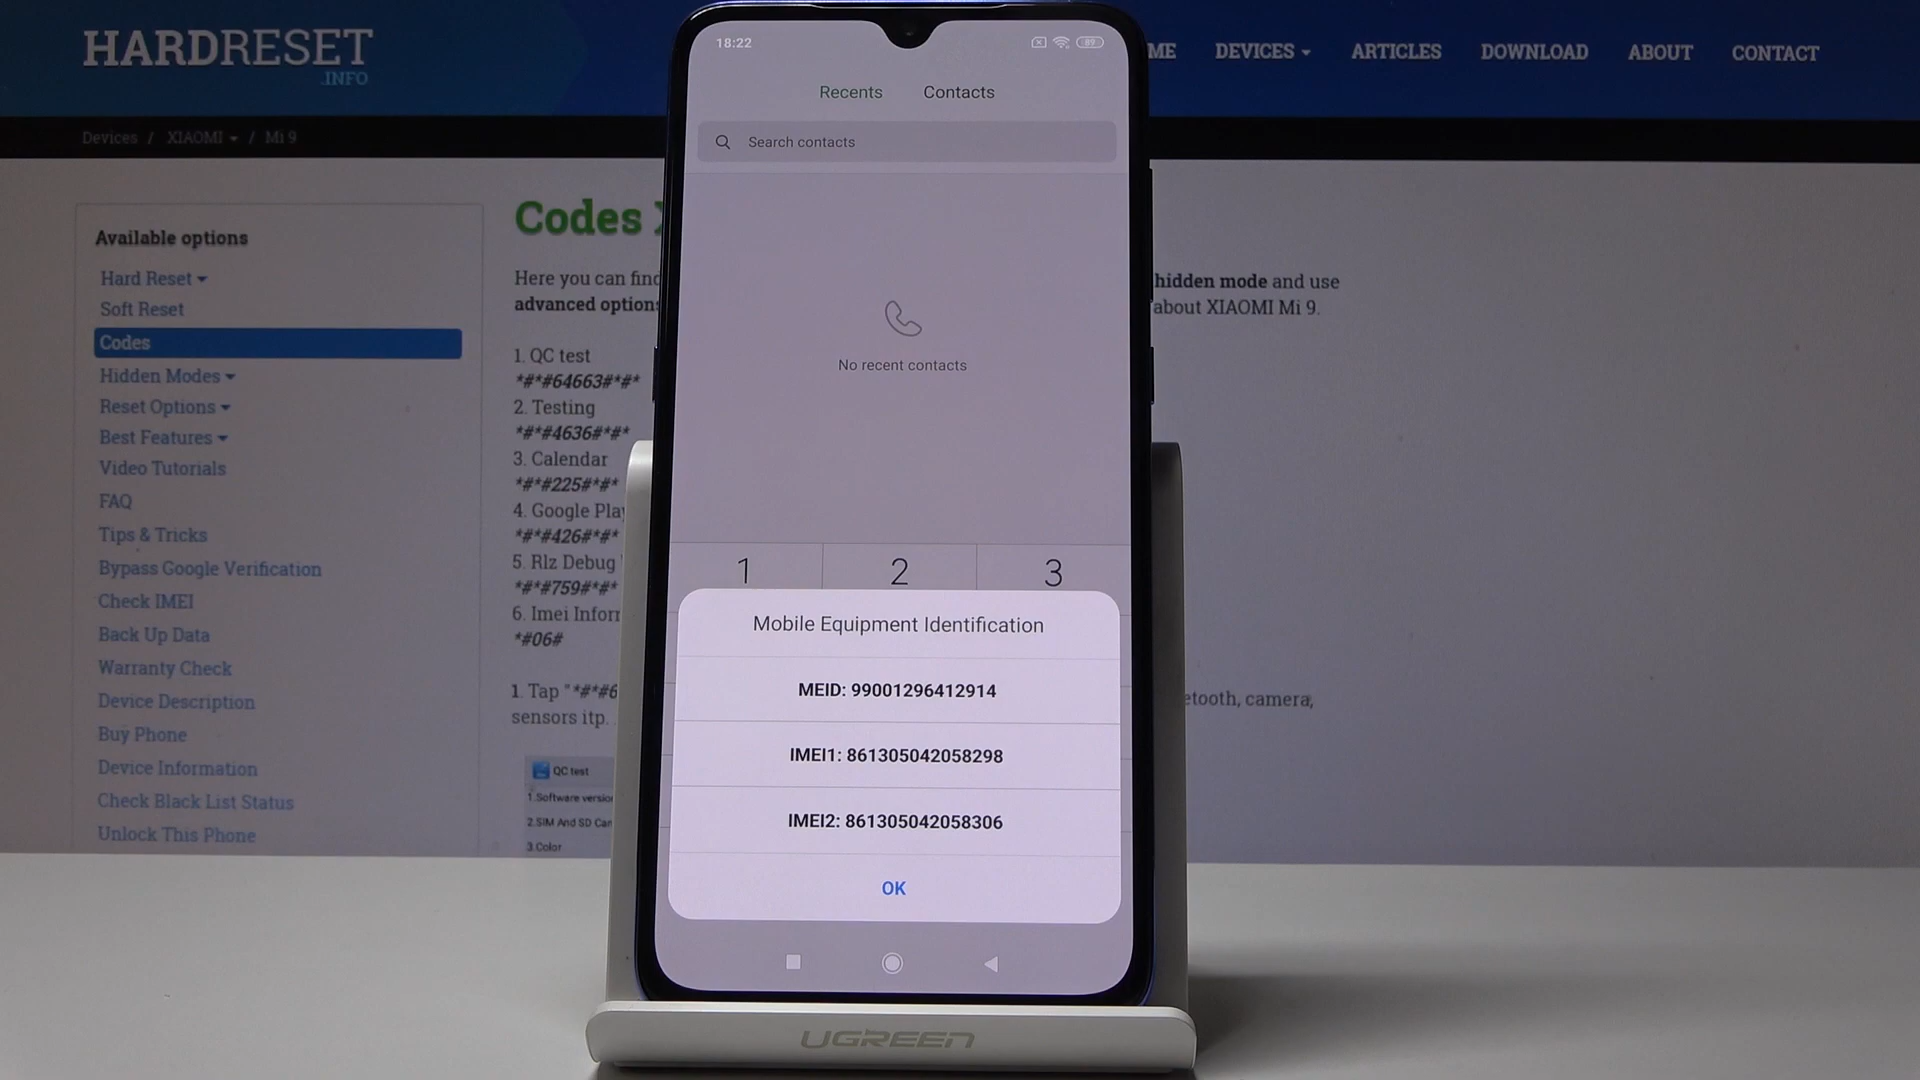 HARDRESET
.INFO
ME DEVICES ARTICLES DOWNLOAD ABOUT CONTACT
Devices / XIAOMI / Mi 9
Available options
Hard Reset
Soft Reset
Codes
Hidden Modes
Reset Options
Best Features
Video Tutorials
FAQ
Tips & Tricks
Bypass Google Verification
Check IMEI
Back Up Data
Warranty Check
Device Description
Buy Phone
Device Information
Check Black List Status
Unlock This Phone
Codes
Here you can find
hidden mode and use
advanced option
about XIAOMI Mi 9.
1. QC test
*#*#64663#*#*
2. Testing
*#*#4636#*#*
3. Calendar
*#*#225#*#*
4. Google Play
*#*#426#*#*
5. Rlz Debug
*#*#759#*#*
6. Imei Inform
*#06#
1. Tap "*#*#6
etooth, camera,
sensors itp.
QC test
1.Software version
2.SIM And SD Car
3.Color
18:22
89
Recents Contacts
Search contacts
No recent contacts
1 2 3
Mobile Equipment Identification
MEID: 99001296412914
IMEI1: 861305042058298
IMEI2: 861305042058306
OK
UGREEN